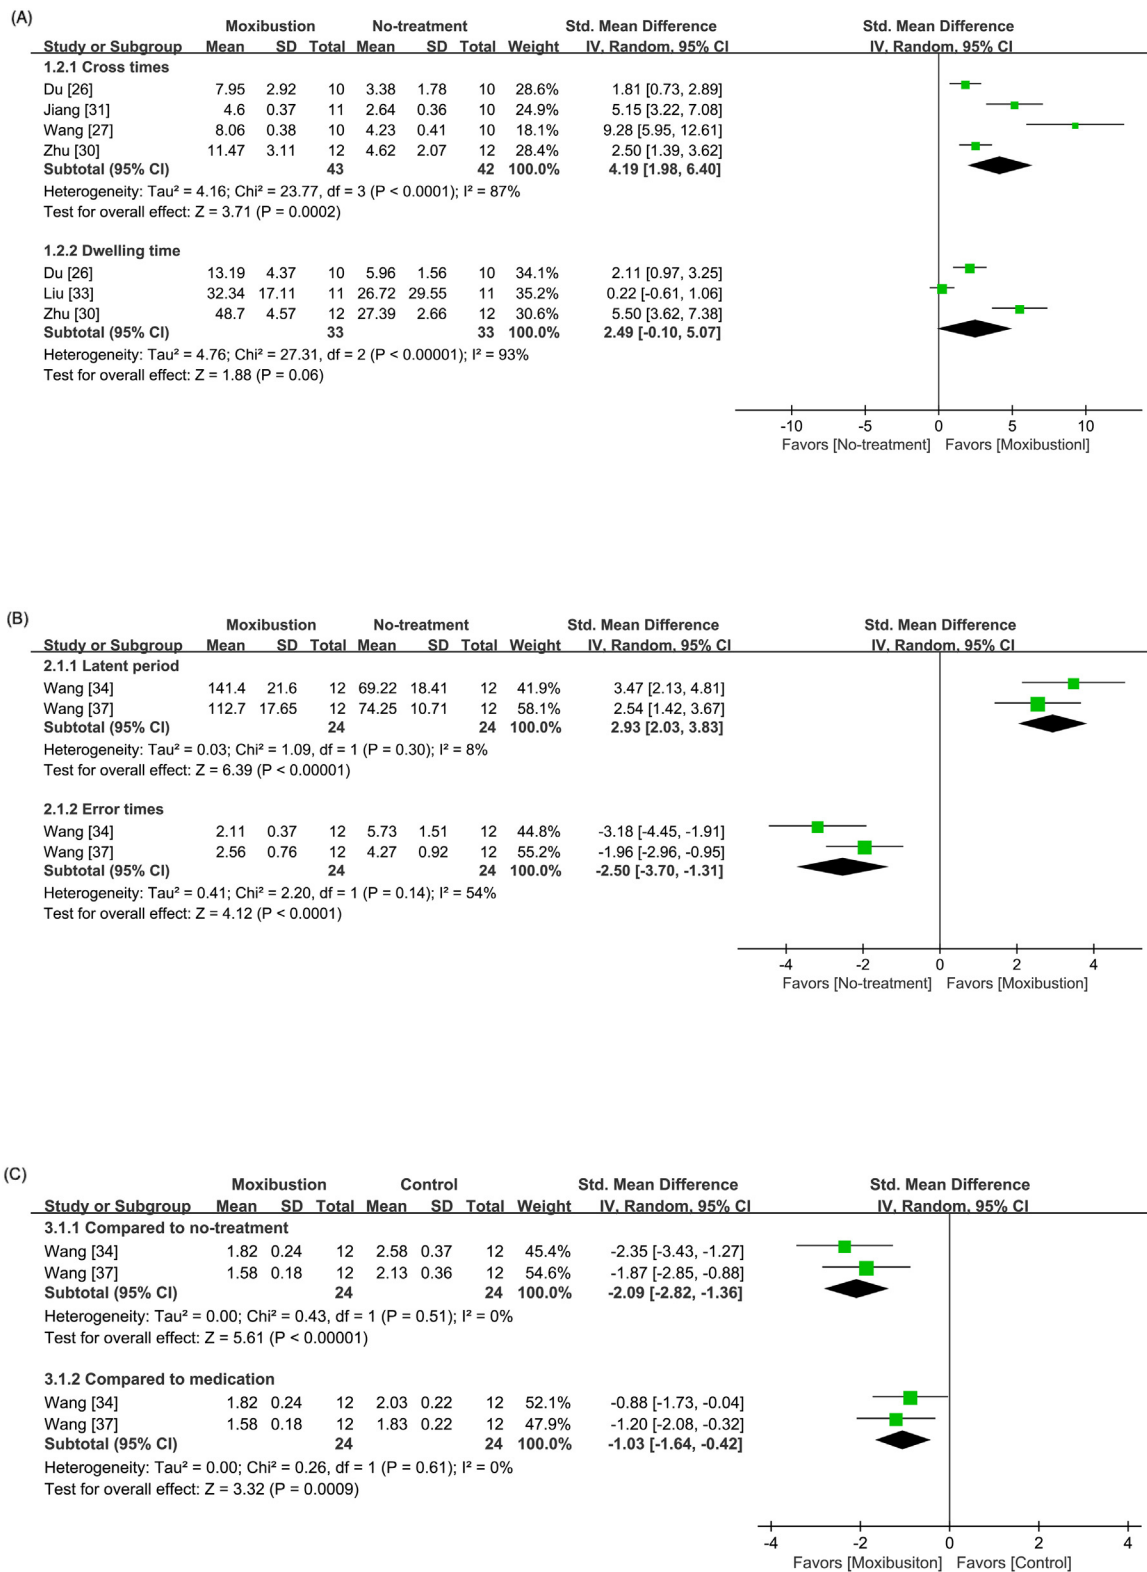 (A)
Moxibustion No-treatment Std. Mean Difference Std. Mean Difference
Study or Subgroup Mean SD Total Mean SD Total Weight IV, Random, 95% CI IV, Random, 95% CI
1.2.1 Cross times
Du [26] 7.95 2.92 10 3.38 1.78 10 28.6% 1.81 [0.73, 2.89]
Jiang [31] 4.6 0.37 11 2.64 0.36 10 24.9% 5.15 [3.22, 7.08]
Wang [27] 8.06 0.38 10 4.23 0.41 10 18.1% 9.28 [5.95, 12.61]
Zhu [30] 11.47 3.11 12 4.62 2.07 12 28.4% 2.50 [1.39, 3.62]
Subtotal (95% CI) 43 42 100.0% 4.19 [1.98, 6.40]
Heterogeneity: Tau² = 4.16; Chi² = 23.77, df = 3 (P < 0.0001); I² = 87%
Test for overall effect: Z = 3.71 (P = 0.0002)
1.2.2 Dwelling time
Du [26] 13.19 4.37 10 5.96 1.56 10 34.1% 2.11 [0.97, 3.25]
Liu [33] 32.34 17.11 11 26.72 29.55 11 35.2% 0.22 [-0.61, 1.06]
Zhu [30] 48.7 4.57 12 27.39 2.66 12 30.6% 5.50 [3.62, 7.38]
Subtotal (95% CI) 33 33 100.0% 2.49 [-0.10, 5.07]
Heterogeneity: Tau² = 4.76; Chi² = 27.31, df = 2 (P < 0.00001); I² = 93%
Test for overall effect: Z = 1.88 (P = 0.06)
-10 -5 0 5 10
Favors [No-treatment] Favors [Moxibustionl]
(B)
Moxibustion No-treatment Std. Mean Difference Std. Mean Difference
Study or Subgroup Mean SD Total Mean SD Total Weight IV, Random, 95% CI IV, Random, 95% CI
2.1.1 Latent period
Wang [34] 141.4 21.6 12 69.22 18.41 12 41.9% 3.47 [2.13, 4.81]
Wang [37] 112.7 17.65 12 74.25 10.71 12 58.1% 2.54 [1.42, 3.67]
Subtotal (95% CI) 24 24 100.0% 2.93 [2.03, 3.83]
Heterogeneity: Tau² = 0.03; Chi² = 1.09, df = 1 (P = 0.30); I² = 8%
Test for overall effect: Z = 6.39 (P < 0.00001)
2.1.2 Error times
Wang [34] 2.11 0.37 12 5.73 1.51 12 44.8% -3.18 [-4.45, -1.91]
Wang [37] 2.56 0.76 12 4.27 0.92 12 55.2% -1.96 [-2.96, -0.95]
Subtotal (95% CI) 24 24 100.0% -2.50 [-3.70, -1.31]
Heterogeneity: Tau² = 0.41; Chi² = 2.20, df = 1 (P = 0.14); I² = 54%
Test for overall effect: Z = 4.12 (P < 0.0001)
-4 -2 0 2 4
Favors [No-treatment] Favors [Moxibustion]
(C)
Moxibustion Control Std. Mean Difference Std. Mean Difference
Study or Subgroup Mean SD Total Mean SD Total Weight IV, Random, 95% CI IV, Random, 95% CI
3.1.1 Compared to no-treatment
Wang [34] 1.82 0.24 12 2.58 0.37 12 45.4% -2.35 [-3.43, -1.27]
Wang [37] 1.58 0.18 12 2.13 0.36 12 54.6% -1.87 [-2.85, -0.88]
Subtotal (95% CI) 24 24 100.0% -2.09 [-2.82, -1.36]
Heterogeneity: Tau² = 0.00; Chi² = 0.43, df = 1 (P = 0.51); I² = 0%
Test for overall effect: Z = 5.61 (P < 0.00001)
3.1.2 Compared to medication
Wang [34] 1.82 0.24 12 2.03 0.22 12 52.1% -0.88 [-1.73, -0.04]
Wang [37] 1.58 0.18 12 1.83 0.22 12 47.9% -1.20 [-2.08, -0.32]
Subtotal (95% CI) 24 24 100.0% -1.03 [-1.64, -0.42]
Heterogeneity: Tau² = 0.00; Chi² = 0.26, df = 1 (P = 0.61); I² = 0%
Test for overall effect: Z = 3.32 (P = 0.0009)
-4 -2 0 2 4
Favors [Moxibusiton] Favors [Control]